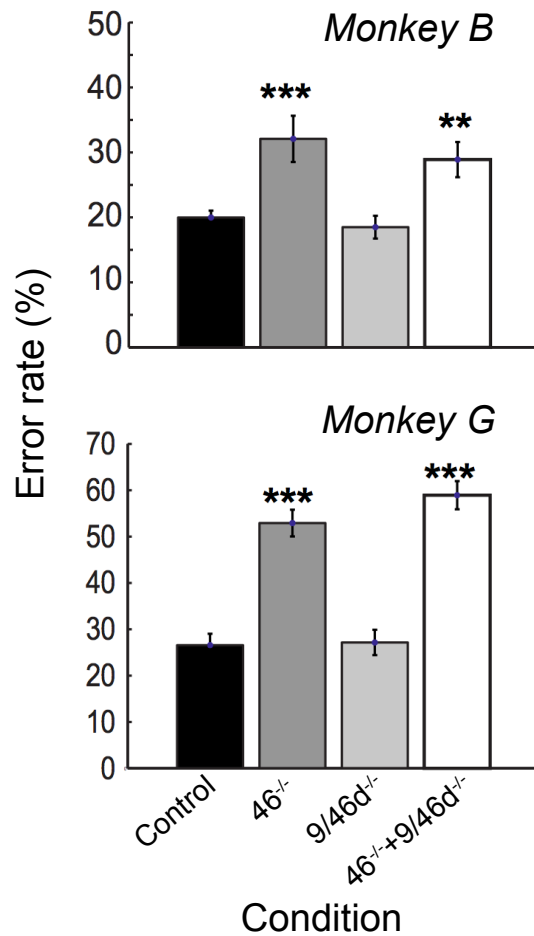 Monkey B
50
40
30
20
10
0
***
**
Error rate (%)
Monkey G
70
60
50
40
30
20
10
0
***
***
Control
46⁻/⁻
9/46d⁻/⁻
46⁻/⁻+9/46d⁻/⁻
Condition